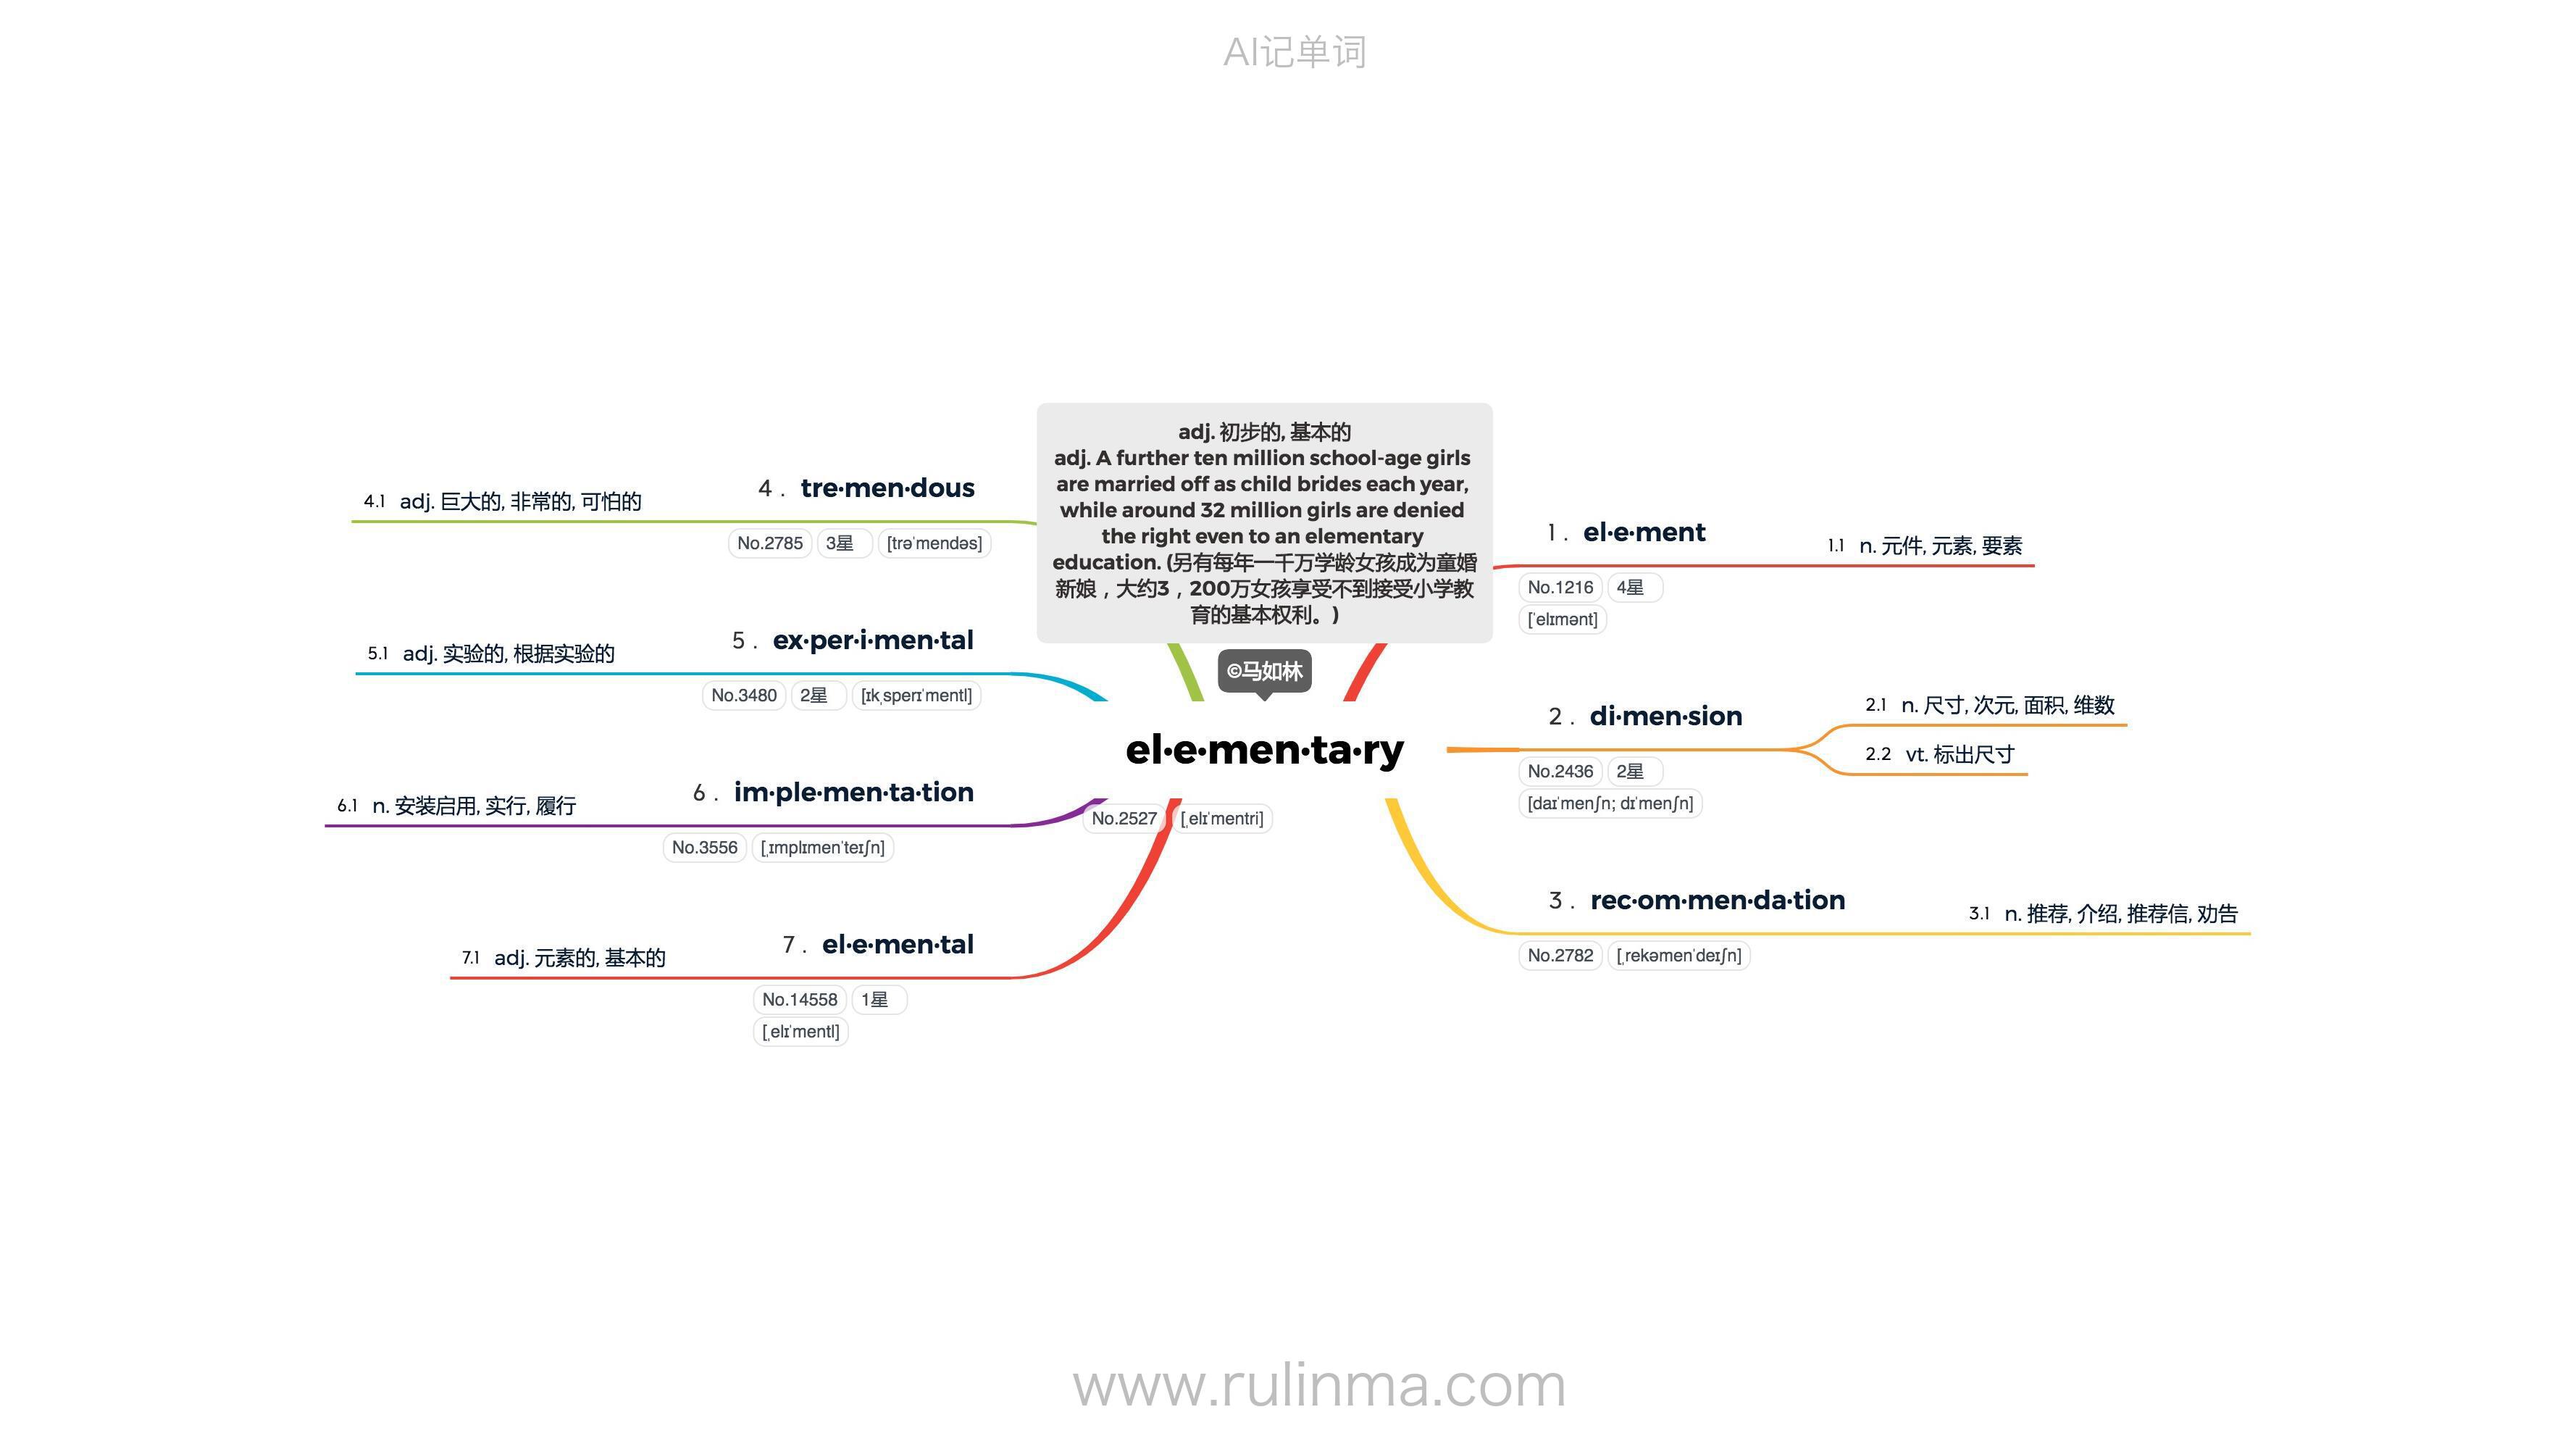 AI记单词
adj. 初步的, 基本的
adj. A further ten million school-age girls
are married off as child brides each year,
while around 32 million girls are denied
the right even to an elementary
education. (另有每年一千万学龄女孩成为童婚
新娘，大约3，200万女孩享受不到接受小学教
育的基本权利。)
©马如林
el·e·men·ta·ry
No.2527 [ˌelɪˈmentri]
1 . el·e·ment
No.1216 4星
[ˈelɪmənt]
1.1 n. 元件, 元素, 要素
2 . di·men·sion
No.2436 2星
[daɪˈmenʃn; dɪˈmenʃn]
2.1 n. 尺寸, 次元, 面积, 维数
2.2 vt. 标出尺寸
3 . rec·om·men·da·tion
No.2782 [ˌrekəmenˈdeɪʃn]
3.1 n. 推荐, 介绍, 推荐信, 劝告
4 . tre·men·dous
No.2785 3星 [trəˈmendəs]
4.1 adj. 巨大的, 非常的, 可怕的
5 . ex·per·i·men·tal
No.3480 2星 [ɪkˌsperɪˈmentl]
5.1 adj. 实验的, 根据实验的
6 . im·ple·men·ta·tion
No.3556 [ˌɪmplɪmenˈteɪʃn]
6.1 n. 安装启用, 实行, 履行
7 . el·e·men·tal
No.14558 1星
[ˌelɪˈmentl]
7.1 adj. 元素的, 基本的
www.rulinma.com